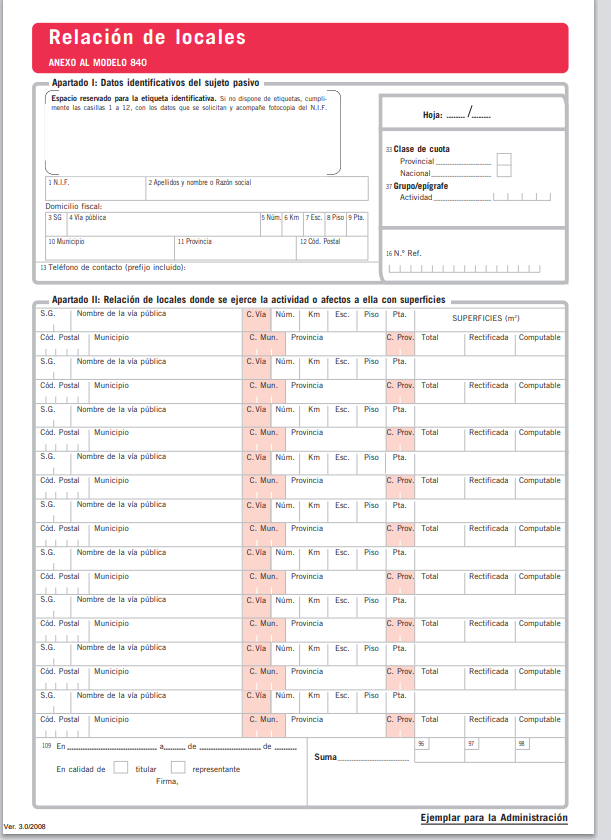 Relación de locales
ANEXO AL MODELO 840
Apartado I: Datos identificativos del sujeto pasivo
Espacio reservado para la etiqueta identificativa. Si no dispone de etiquetas, cumpli-
mente las casillas 1 a 12, con los datos que se solicitan y acompañe fotocopia del N.I.F.
Hoja: ....... / .......
33 Clase de cuota
Provincial
Nacional
37 Grupo/epígrafe
Actividad
1 N.I.F. 2 Apellidos y nombre o Razón social
Domicilio fiscal:
3 SG 4 Vía pública 5 Núm. 6 Km 7 Esc. 8 Piso 9 Pta.
10 Municipio 11 Provincia 12 Cód. Postal
16 N.º Ref.
13 Teléfono de contacto (prefijo incluido):
Apartado II: Relación de locales donde se ejerce la actividad o afectos a ella con superficies
S.G. Nombre de la vía pública C. Vía Núm. Km Esc. Piso Pta. SUPERFICIES (m²)
Cód. Postal Municipio C. Mun. Provincia C. Prov. Total Rectificada Computable
S.G. Nombre de la vía pública C. Vía Núm. Km Esc. Piso Pta.
Cód. Postal Municipio C. Mun. Provincia C. Prov. Total Rectificada Computable
S.G. Nombre de la vía pública C. Vía Núm. Km Esc. Piso Pta.
Cód. Postal Municipio C. Mun. Provincia C. Prov. Total Rectificada Computable
S.G. Nombre de la vía pública C. Vía Núm. Km Esc. Piso Pta.
Cód. Postal Municipio C. Mun. Provincia C. Prov. Total Rectificada Computable
S.G. Nombre de la vía pública C. Vía Núm. Km Esc. Piso Pta.
Cód. Postal Municipio C. Mun. Provincia C. Prov. Total Rectificada Computable
S.G. Nombre de la vía pública C. Vía Núm. Km Esc. Piso Pta.
Cód. Postal Municipio C. Mun. Provincia C. Prov. Total Rectificada Computable
S.G. Nombre de la vía pública C. Vía Núm. Km Esc. Piso Pta.
Cód. Postal Municipio C. Mun. Provincia C. Prov. Total Rectificada Computable
S.G. Nombre de la vía pública C. Vía Núm. Km Esc. Piso Pta.
Cód. Postal Municipio C. Mun. Provincia C. Prov. Total Rectificada Computable
S.G. Nombre de la vía pública C. Vía Núm. Km Esc. Piso Pta.
Cód. Postal Municipio C. Mun. Provincia C. Prov. Total Rectificada Computable
109 En ....... a ....... de ....... de .......
96 97 98
Suma
En calidad de titular representante
Firma,
Ejemplar para la Administración
Ver. 3.0/2008